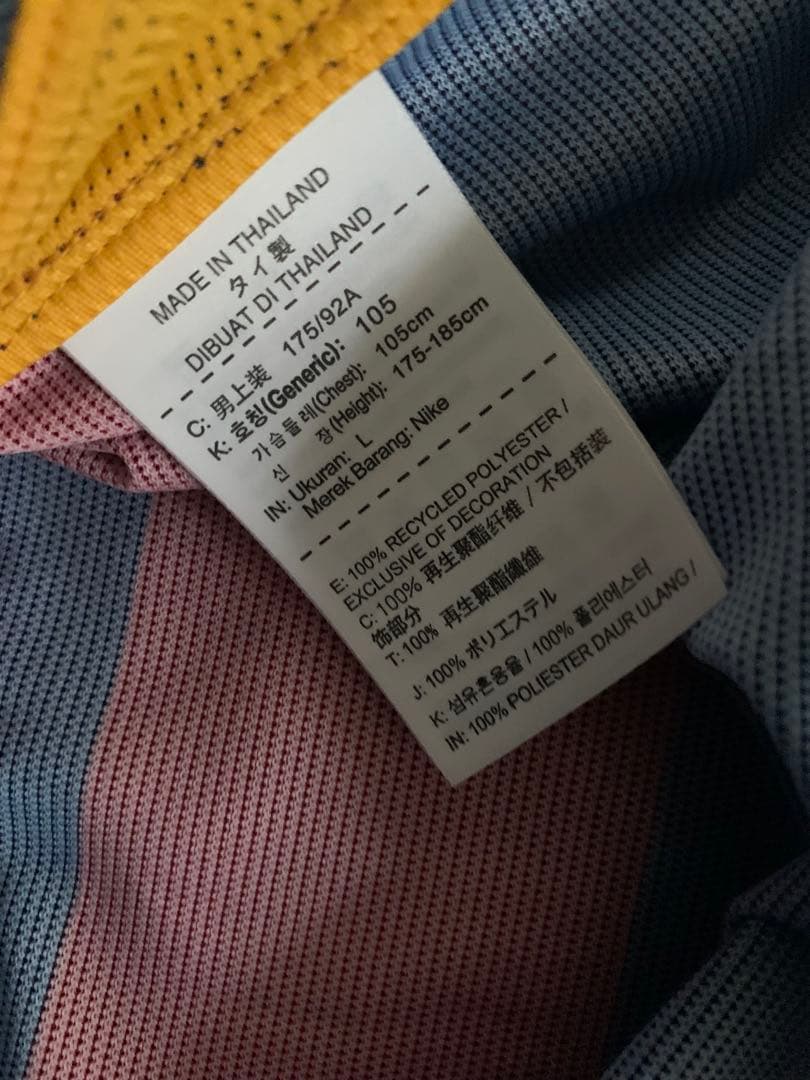 MADE IN THAILAND
タイ製
DIBUAT DI THAILAND
C: 男上装 175/92A
K: 호칭(Generic): 105
가슴둘레(Chest): 105cm
신 장(Height): 175-185cm
IN: Ukuran: L
Merek Barang: Nike
E: 100% RECYCLED POLYESTER /
EXCLUSIVE OF DECORATION
C: 100% 再生聚酯纤维 / 不包括装
饰部分
T: 100% 再生聚酯纖維
J: 100% ポリエステル
K: 섬유혼용율 / 100% 폴리에스터
IN: 100% POLIESTER DAUR ULANG /